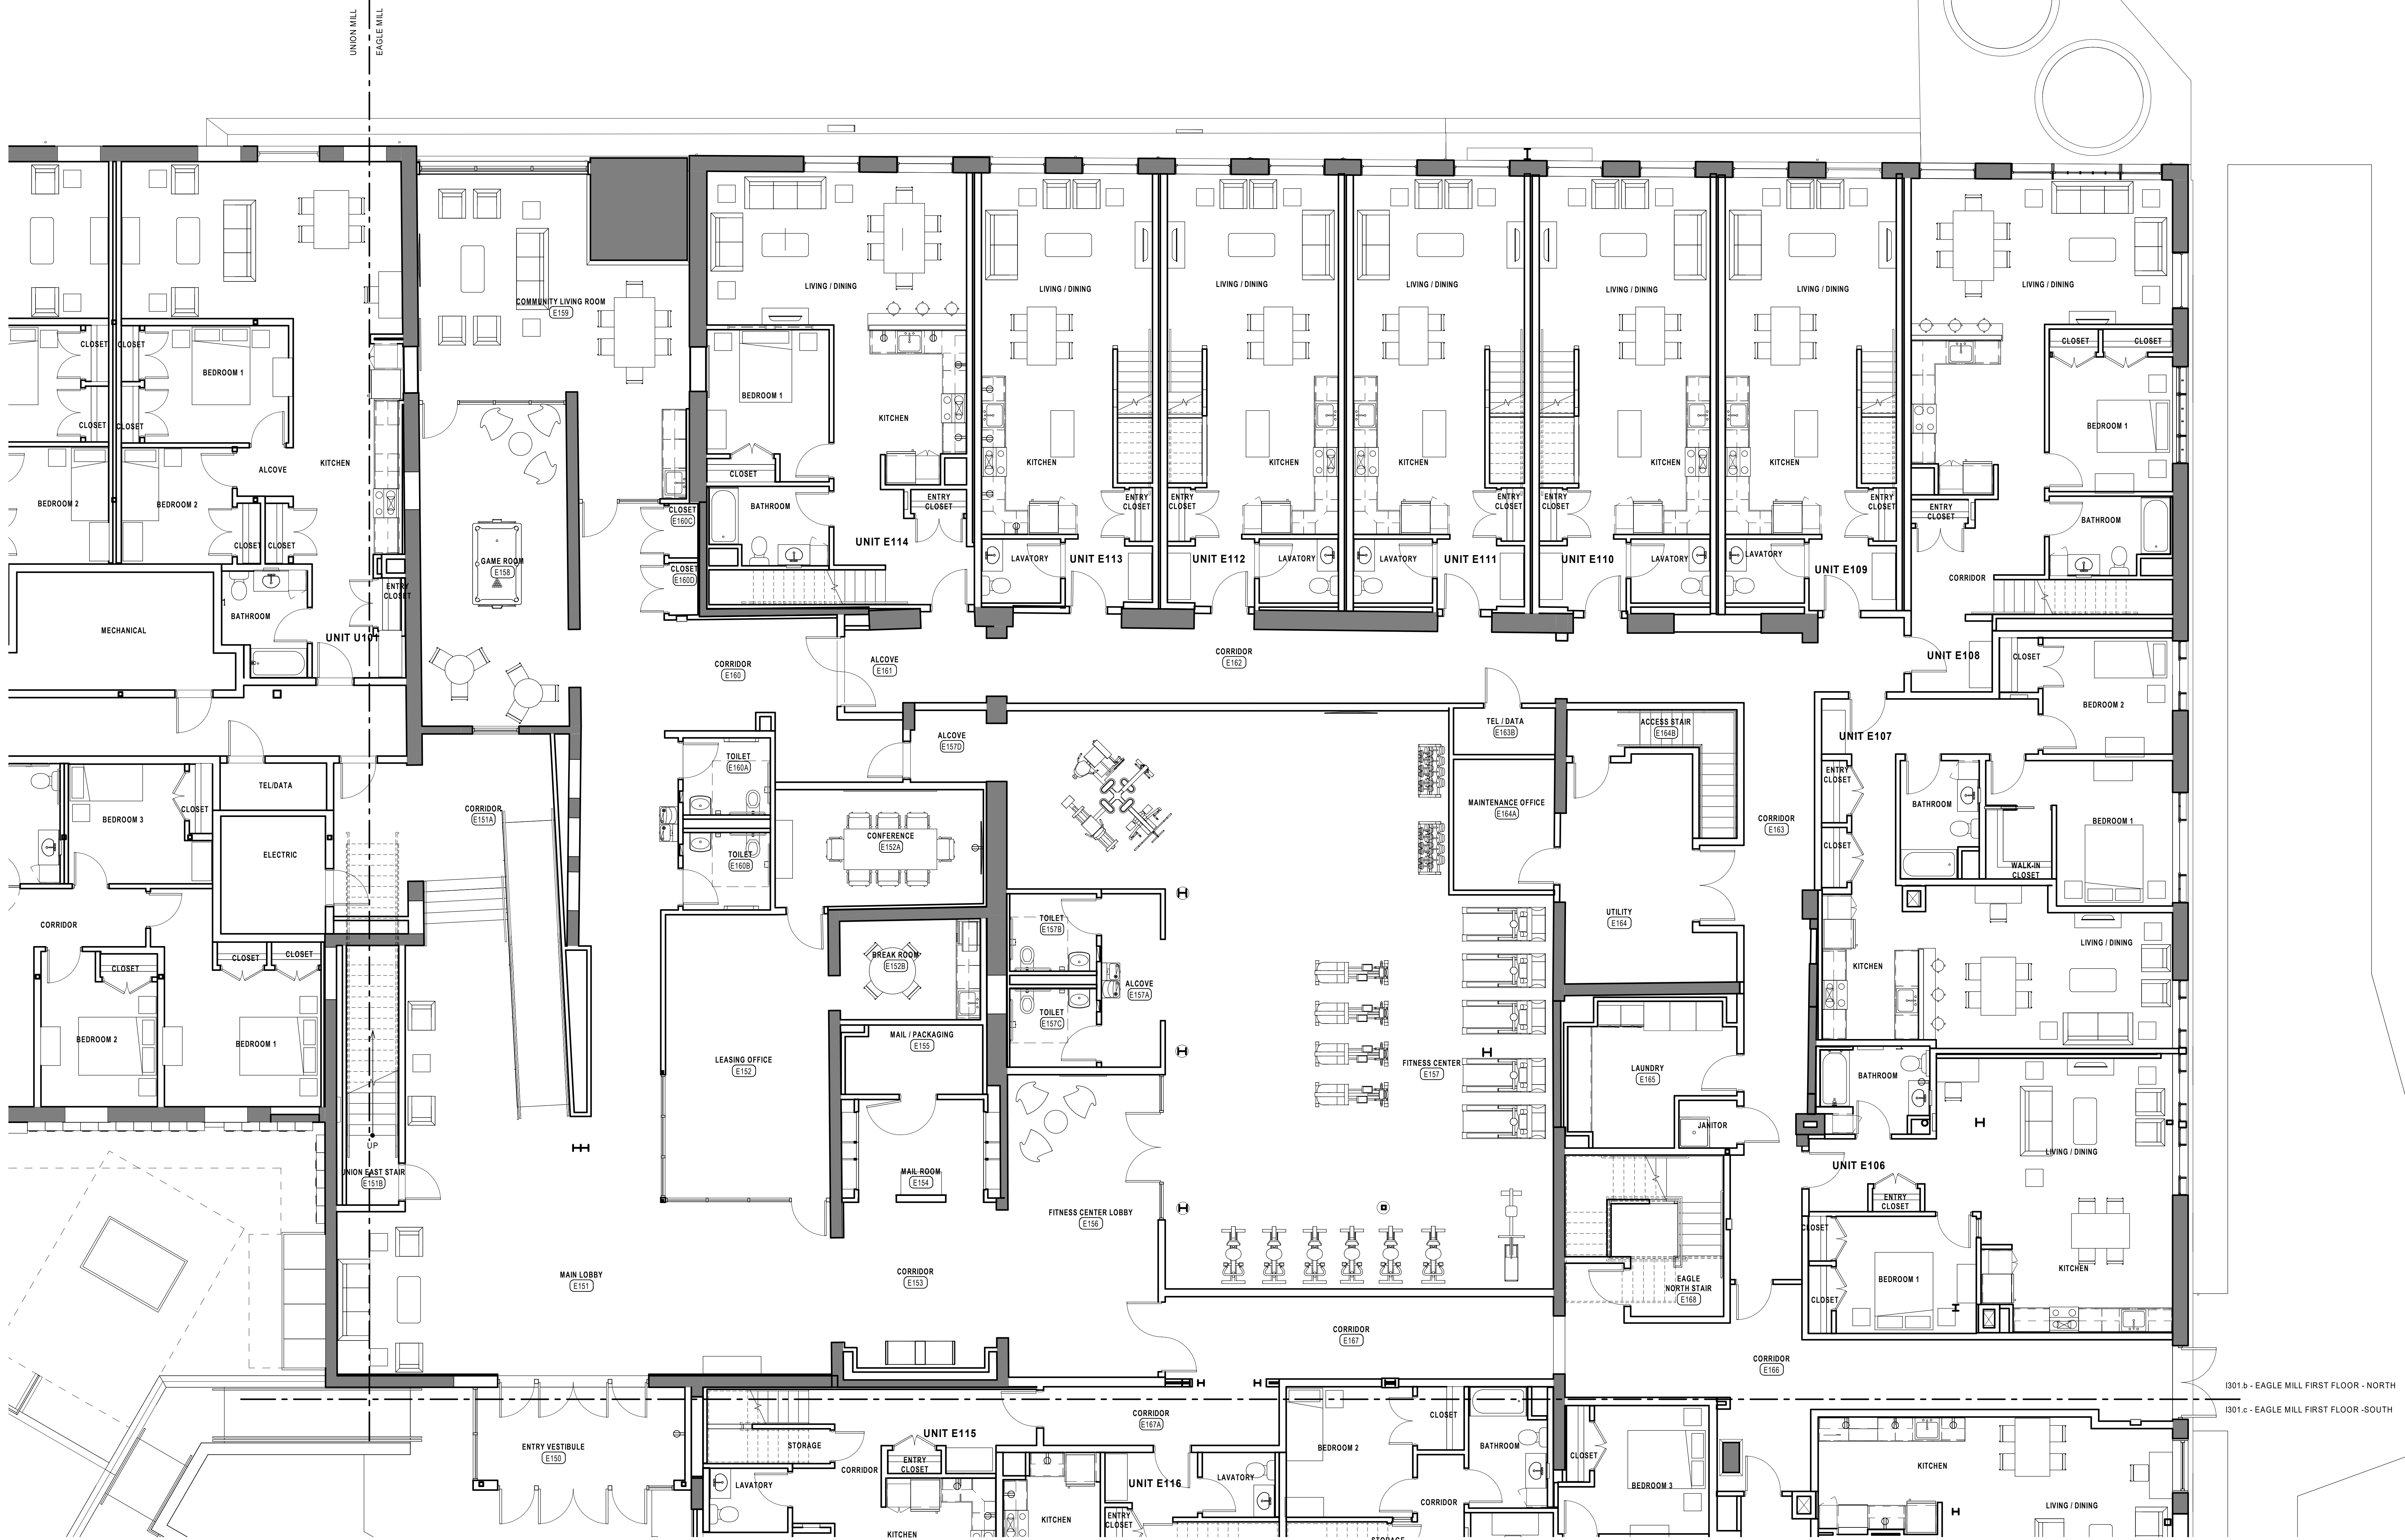 UNION MILL
EAGLE MILL
COMMUNITY LIVING ROOM
E159
LIVING / DINING
LIVING / DINING
LIVING / DINING
LIVING / DINING
LIVING / DINING
LIVING / DINING
LIVING / DINING
CLOSET
CLOSET
BEDROOM 1
CLOSET
CLOSET
ALCOVE
KITCHEN
BEDROOM 2
BEDROOM 2
CLOSET
CLOSET
BEDROOM 1
CLOSET
KITCHEN
BATHROOM
ENTRY
CLOSET
UNIT E114
KITCHEN
ENTRY
CLOSET
LAVATORY
UNIT E113
KITCHEN
ENTRY
CLOSET
LAVATORY
UNIT E112
KITCHEN
ENTRY
CLOSET
LAVATORY
UNIT E111
KITCHEN
ENTRY
CLOSET
LAVATORY
UNIT E110
KITCHEN
ENTRY
CLOSET
LAVATORY
UNIT E109
CLOSET
CLOSET
BEDROOM 1
ENTRY
CLOSET
BATHROOM
CORRIDOR
UNIT E108
CLOSET
BEDROOM 2
GAME ROOM
E158
CLOSET
E160C
CLOSET
E160D
MECHANICAL
BATHROOM
ENTRY
CLOSET
UNIT U101
CORRIDOR
E160
ALCOVE
E161
CORRIDOR
E162
TEL / DATA
E163B
ACCESS STAIR
E164B
UNIT E107
ENTRY
CLOSET
CLOSET
BATHROOM
WALK-IN
CLOSET
BEDROOM 1
ALCOVE
E157D
TOILET
E160A
TOILET
E160B
CONFERENCE
E152A
MAINTENANCE OFFICE
E164A
CORRIDOR
E163
TEL/DATA
BEDROOM 3
CLOSET
ELECTRIC
CORRIDOR
E151A
CORRIDOR
CLOSET
CLOSET
CLOSET
BEDROOM 2
BEDROOM 1
BREAK ROOM
E152B
TOILET
E157B
TOILET
E157C
ALCOVE
E157A
UTILITY
E164
KITCHEN
LIVING / DINING
MAIL / PACKAGING
E155
LEASING OFFICE
E152
FITNESS CENTER
E157
LAUNDRY
E165
JANITOR
BATHROOM
UP
UNION EAST STAIR
E151B
MAIL ROOM
E154
FITNESS CENTER LOBBY
E156
UNIT E106
LIVING / DINING
ENTRY
CLOSET
CLOSET
CLOSET
BEDROOM 1
KITCHEN
MAIN LOBBY
E151
CORRIDOR
E153
EAGLE
NORTH STAIR
E168
CORRIDOR
E167
CORRIDOR
E166
I301.b - EAGLE MILL FIRST FLOOR - NORTH
I301.c - EAGLE MILL FIRST FLOOR -SOUTH
ENTRY VESTIBULE
E150
STORAGE
UNIT E115
CORRIDOR
E167A
ENTRY
CLOSET
CORRIDOR
LAVATORY
KITCHEN
KITCHEN
UNIT E116
ENTRY
CLOSET
LAVATORY
BEDROOM 2
CLOSET
BATHROOM
CORRIDOR
STORAGE
CLOSET
BEDROOM 3
KITCHEN
LIVING / DINING